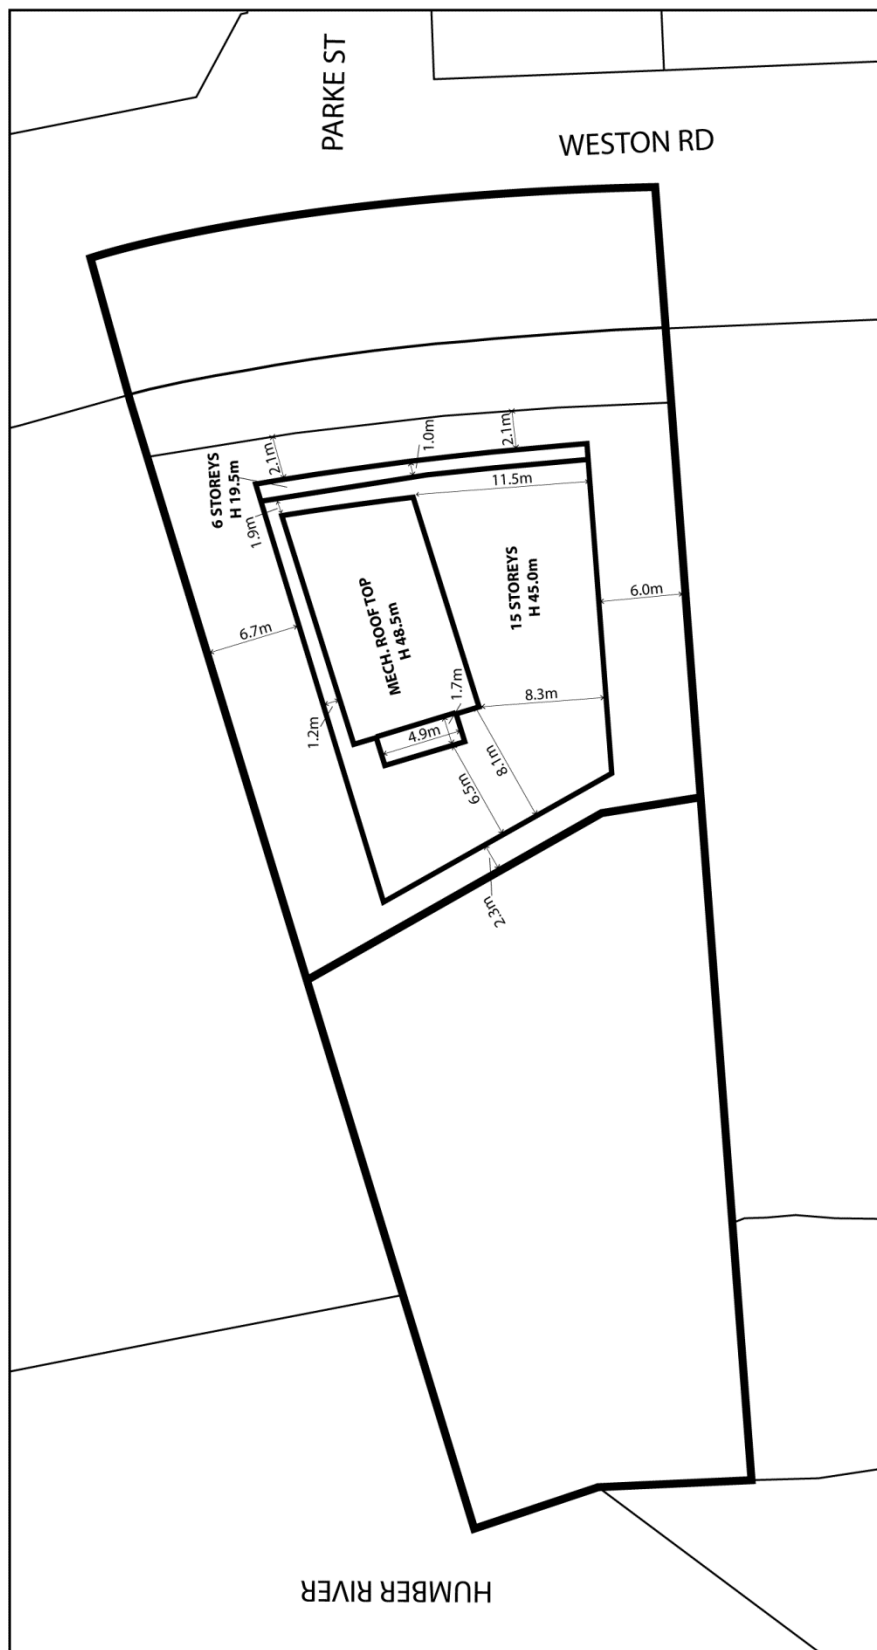 PARKE ST
WESTON RD
2.1m
1.0m
2.1m
6 STOREYS
H 19.5m
1.9m
11.5m
15 STOREYS
H 45.0m
6.0m
6.7m
MECH. ROOF TOP
H 48.5m
1.7m
8.3m
1.2m
4.9m
8.1m
6.5m
2.3m
HUMBER RIVER